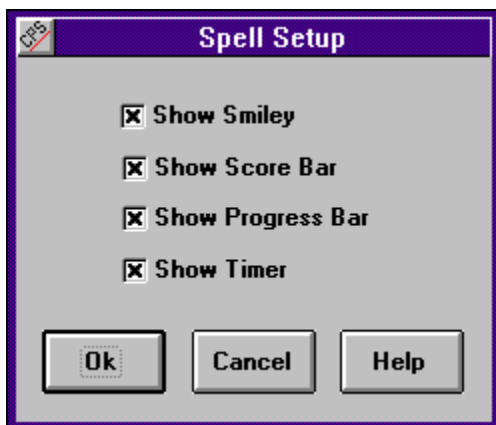 CPS
Spell Setup
Show Smiley
Show Score Bar
Show Progress Bar
Show Timer
Ok Cancel Help